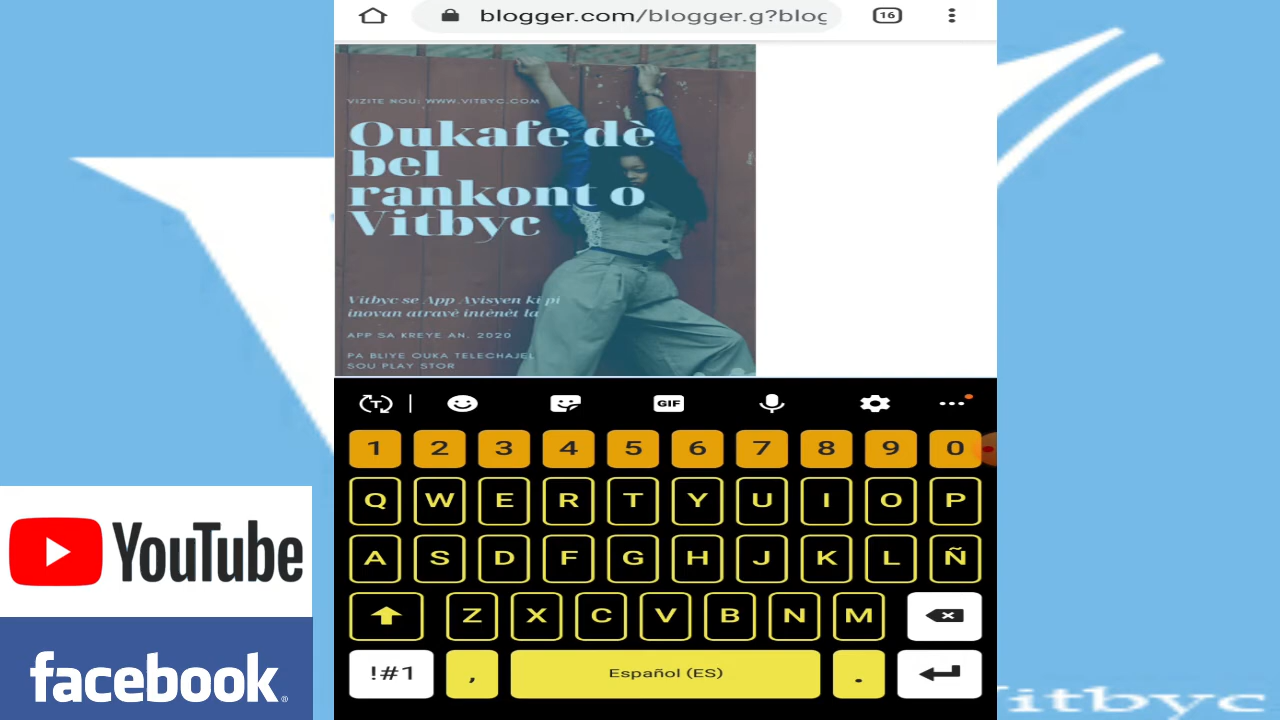 blogger.com/blogger.g?blog
16
VIZITE NOU: WWW.VITBYC.COM
Oukafe dè
bel
rankont o
Vitbyc
Vitbyc se App Ayisyen ki pi
inovan atravè intènèt la
APP SA KREYE AN, 2020
PA BLIYE OUKA TELECHAJEL
SOU PLAY STOR
T
GIF
1 2 3 4 5 6 7 8 9 0
Q W E R T Y U I O P
A S D F G H J K L Ñ
Z X C V B N M
!#1 , Español (ES) .
YouTube
facebook®
itbyc